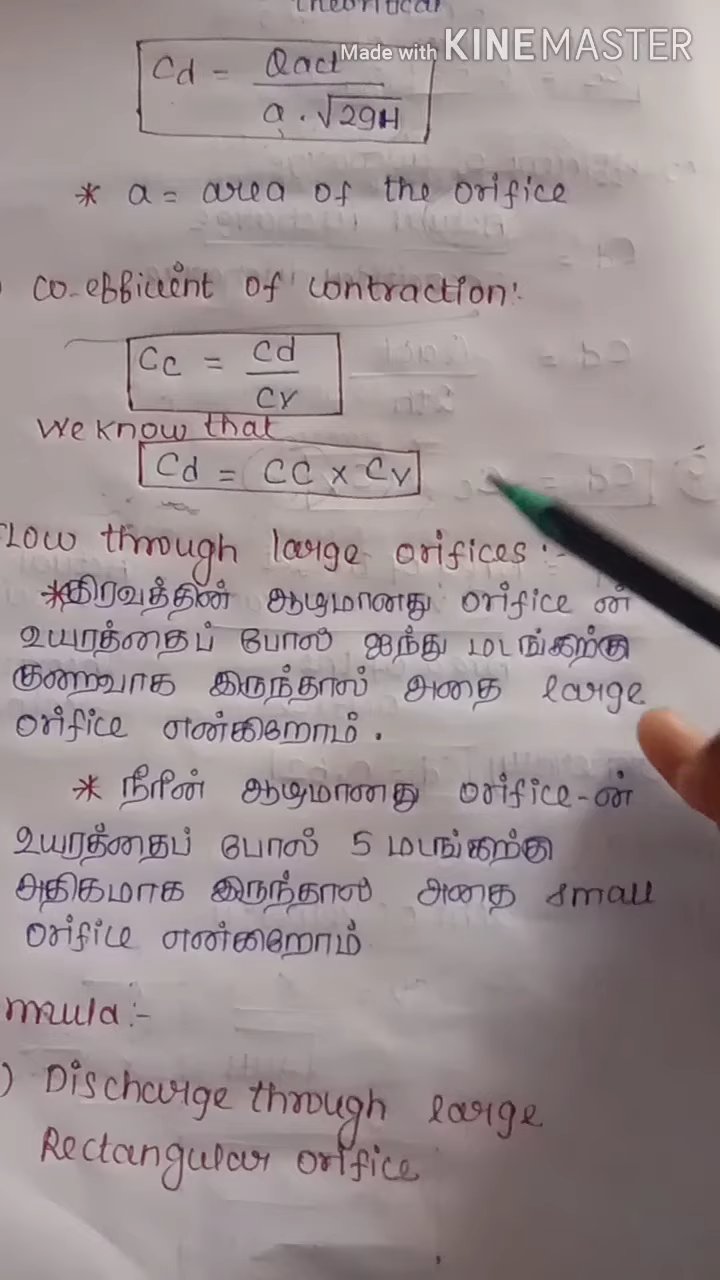 Theoritical
Made with KINEMASTER
Cd = Qact / a . √2gH
* a = area of the orifice
co-efficient of contraction:
Cc = Cd / Cv
We know that
Cd = CC x Cv
Flow through large orifices :-
*திரவத்தின் ஆழமானது orifice ன்
உயரத்தைப் போல் ஐந்து மடங்கிற்கு
குறைவாக இருந்தால் அதை large
orifice என்கிறோம் .
* நீரின் ஆழமானது orifice-ன்
உயரத்தைப் போல் 5 மடங்கிற்கு
அதிகமாக இருந்தால் அதை small
orifice என்கிறோம்
mula :-
) Discharge through large
Rectangular orifice